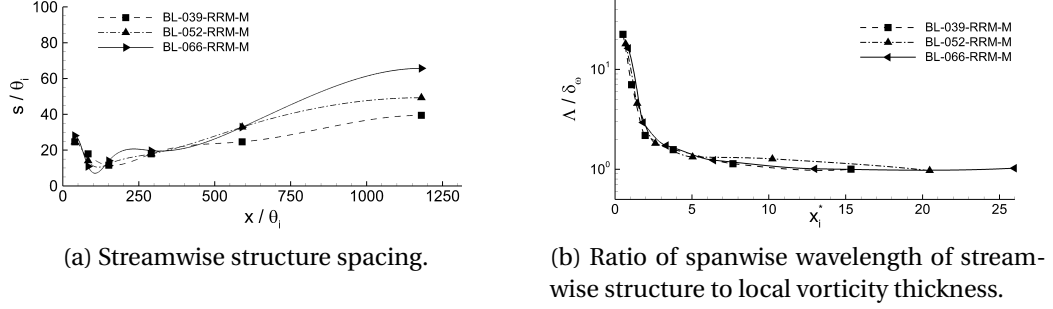 BL-039-RRM-M
BL-052-RRM-M
BL-066-RRM-M
100
80
60
40
20
0
s / θi
0 250 500 750 1000 1250
x / θi
(a) Streamwise structure spacing.
BL-039-RRM-M
BL-052-RRM-M
BL-066-RRM-M
10¹
10⁰
Λ / δω
0 5 10 15 20 25
x*i
(b) Ratio of spanwise wavelength of stream-
wise structure to local vorticity thickness.